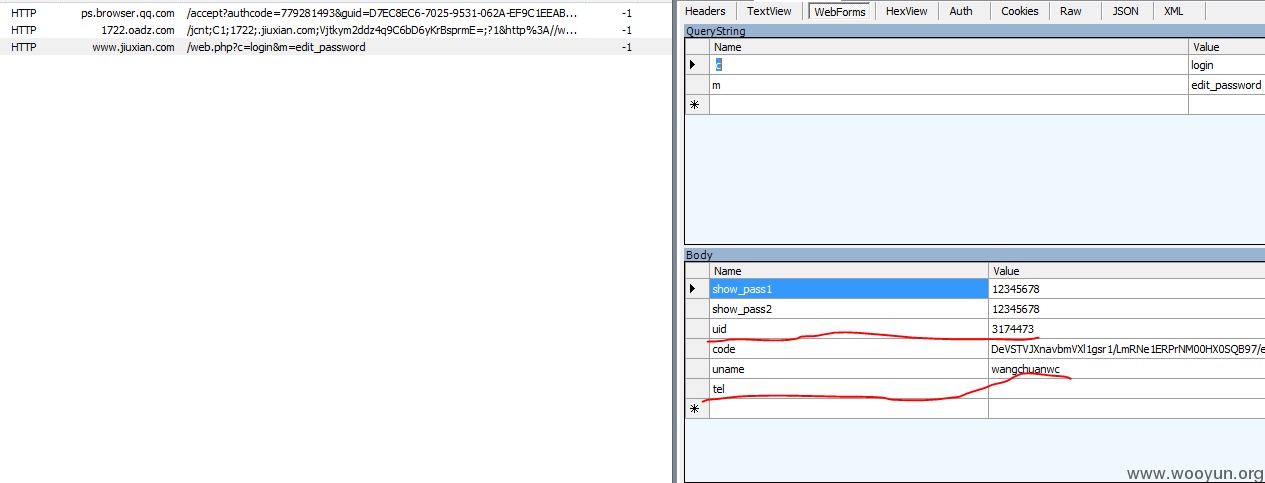 HTTP ps.browser.qq.com /accept?authcode=779281493&guid=D7EC8EC6-7025-9531-062A-EF9C1EEAB... -1
HTTP 1722.oadz.com /jcnt;C1;1722;.jiuxian.com;Vjtkym2ddz4q9C6bD6yKrBsprmE=;?1&http%3A//w... -1
HTTP www.jiuxian.com /web.php?c=login&m=edit_password -1
Headers TextView WebForms HexView Auth Cookies Raw JSON XML
QueryString
Name Value
c login
m edit_password
Body
Name Value
show_pass1 12345678
show_pass2 12345678
uid 3174473
code DeVSTVJXnavbmVXl1gsr1/LmRNe1ERPrNM00HX0SQB97/e
uname wangchuanwc
tel
www.wooyun.org